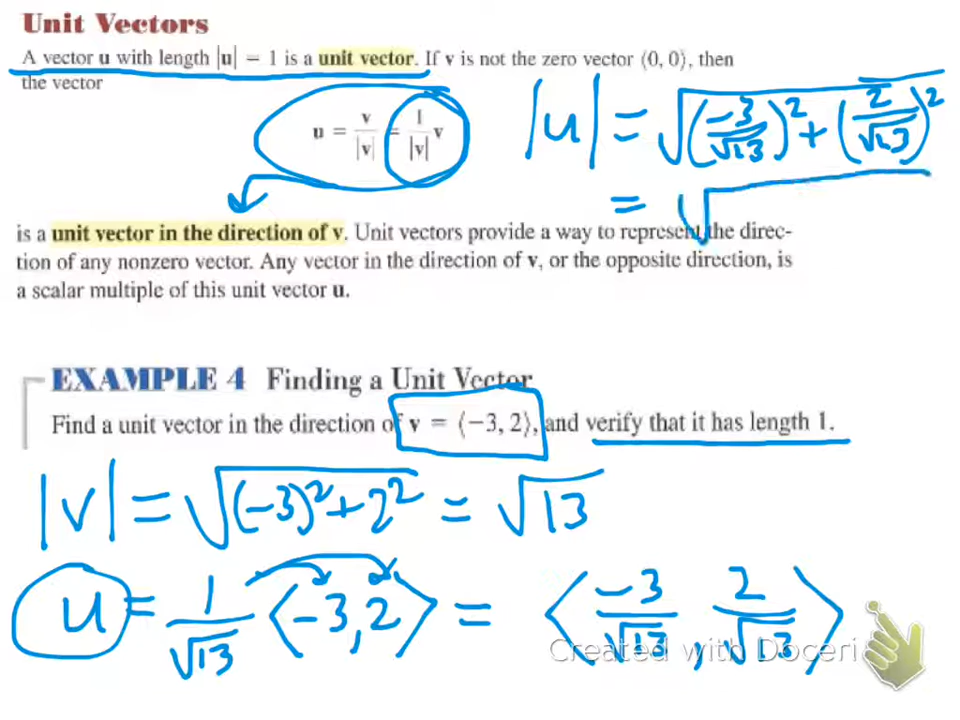 Unit Vectors
A vector u with length |u| = 1 is a unit vector. If v is not the zero vector ⟨0, 0⟩, then
the vector
u = v/|v| = 1/|v| v
|u| = √((-3/√13)² + (2/√13)²)
= √
is a unit vector in the direction of v. Unit vectors provide a way to represent the direc-
tion of any nonzero vector. Any vector in the direction of v, or the opposite direction, is
a scalar multiple of this unit vector u.
EXAMPLE 4 Finding a Unit Vector
Find a unit vector in the direction of v = ⟨−3, 2⟩, and verify that it has length 1.
|v| = √((-3)² + 2²) = √13
u = 1/√13 ⟨-3, 2⟩ = ⟨-3/√13, 2/√13⟩
Created with Doceri